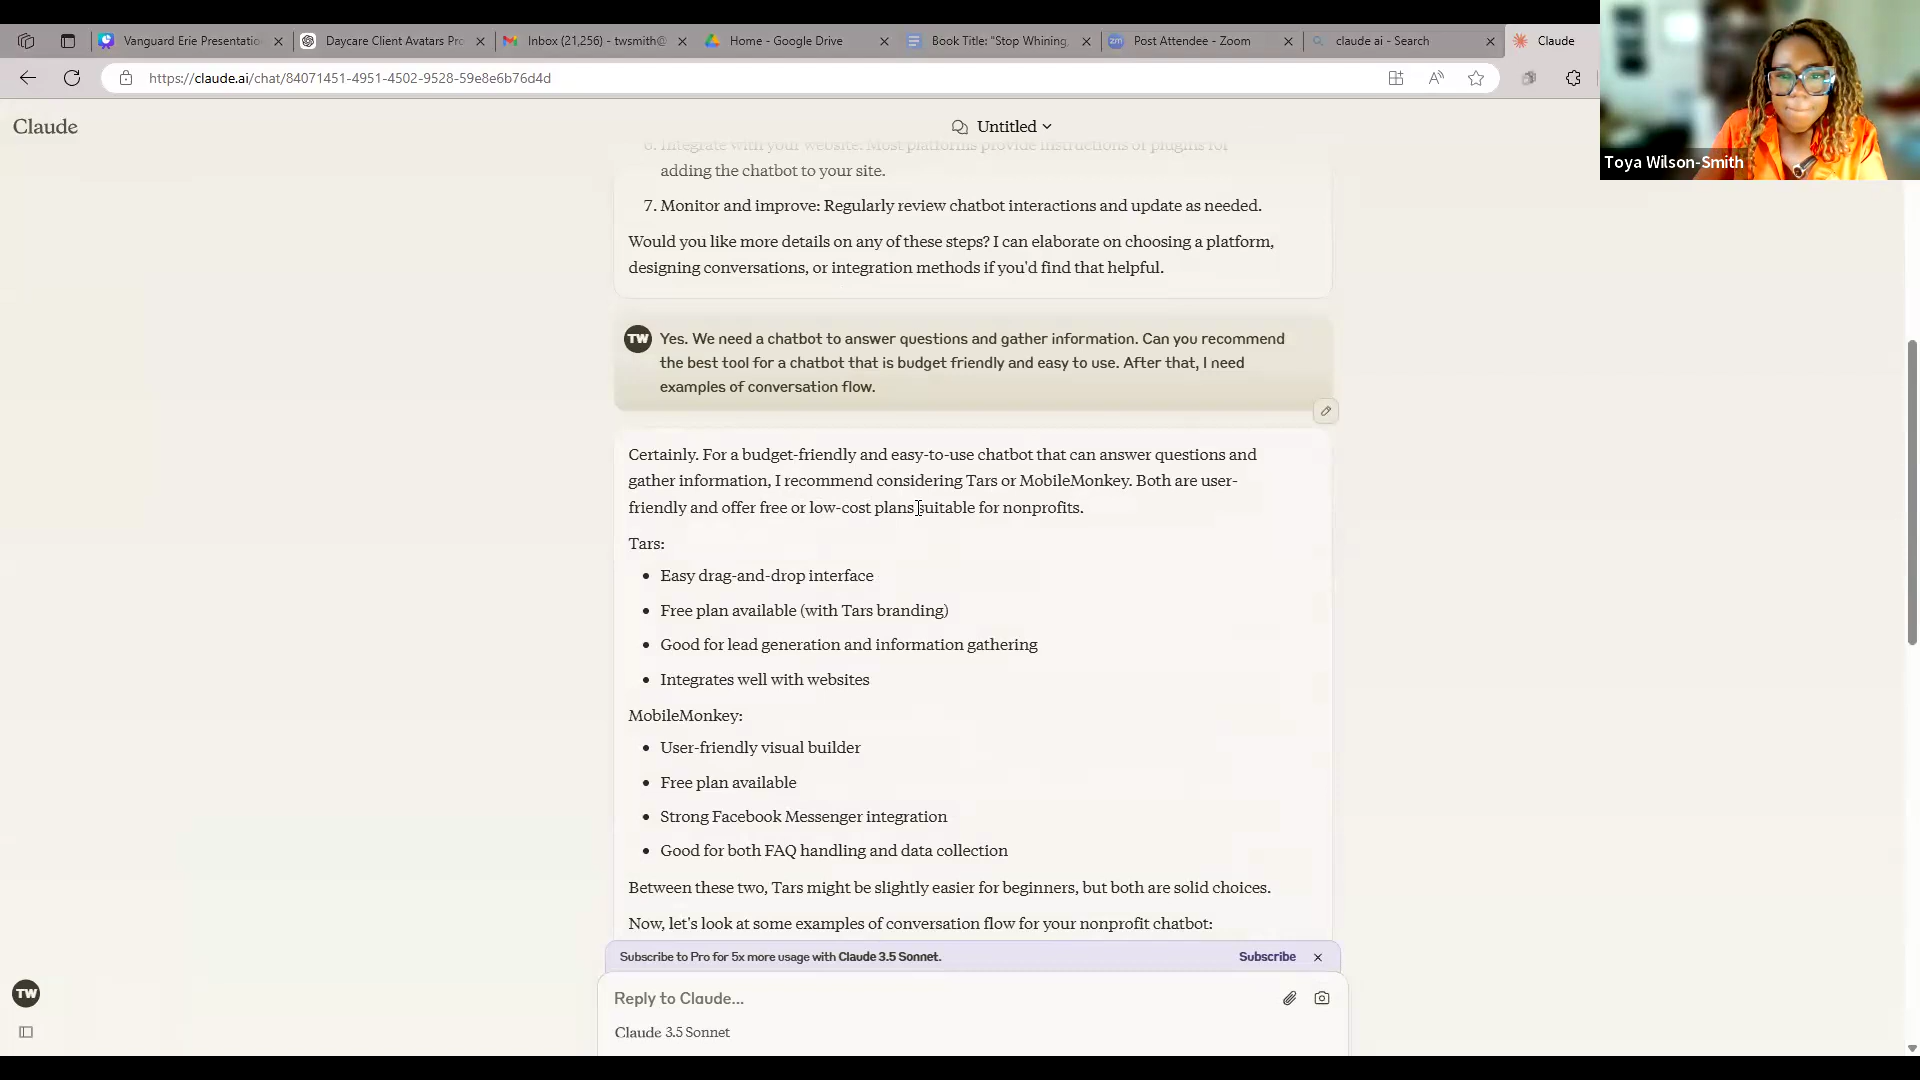 Vanguard Erie Presentatio
Daycare Client Avatars Pro
Inbox (21,256) - twsmith@
Home - Google Drive
Book Title: "Stop Whining,
Post Attendee - Zoom
claude ai - Search
Claude
https://claude.ai/chat/84071451-4951-4502-9528-59e8e6b76d4d
Toya Wilson-Smith
Claude
Untitled
6. Integrate with your website: Most platforms provide instructions or plugins for
adding the chatbot to your site.
7. Monitor and improve: Regularly review chatbot interactions and update as needed.
Would you like more details on any of these steps? I can elaborate on choosing a platform,
designing conversations, or integration methods if you'd find that helpful.
TW
Yes. We need a chatbot to answer questions and gather information. Can you recommend
the best tool for a chatbot that is budget friendly and easy to use. After that, I need
examples of conversation flow.
Certainly. For a budget-friendly and easy-to-use chatbot that can answer questions and
gather information, I recommend considering Tars or MobileMonkey. Both are user-
friendly and offer free or low-cost plans suitable for nonprofits.
Tars:
• Easy drag-and-drop interface
• Free plan available (with Tars branding)
• Good for lead generation and information gathering
• Integrates well with websites
MobileMonkey:
• User-friendly visual builder
• Free plan available
• Strong Facebook Messenger integration
• Good for both FAQ handling and data collection
Between these two, Tars might be slightly easier for beginners, but both are solid choices.
Now, let's look at some examples of conversation flow for your nonprofit chatbot:
Subscribe to Pro for 5x more usage with Claude 3.5 Sonnet.
Subscribe
TW
Reply to Claude...
Claude 3.5 Sonnet